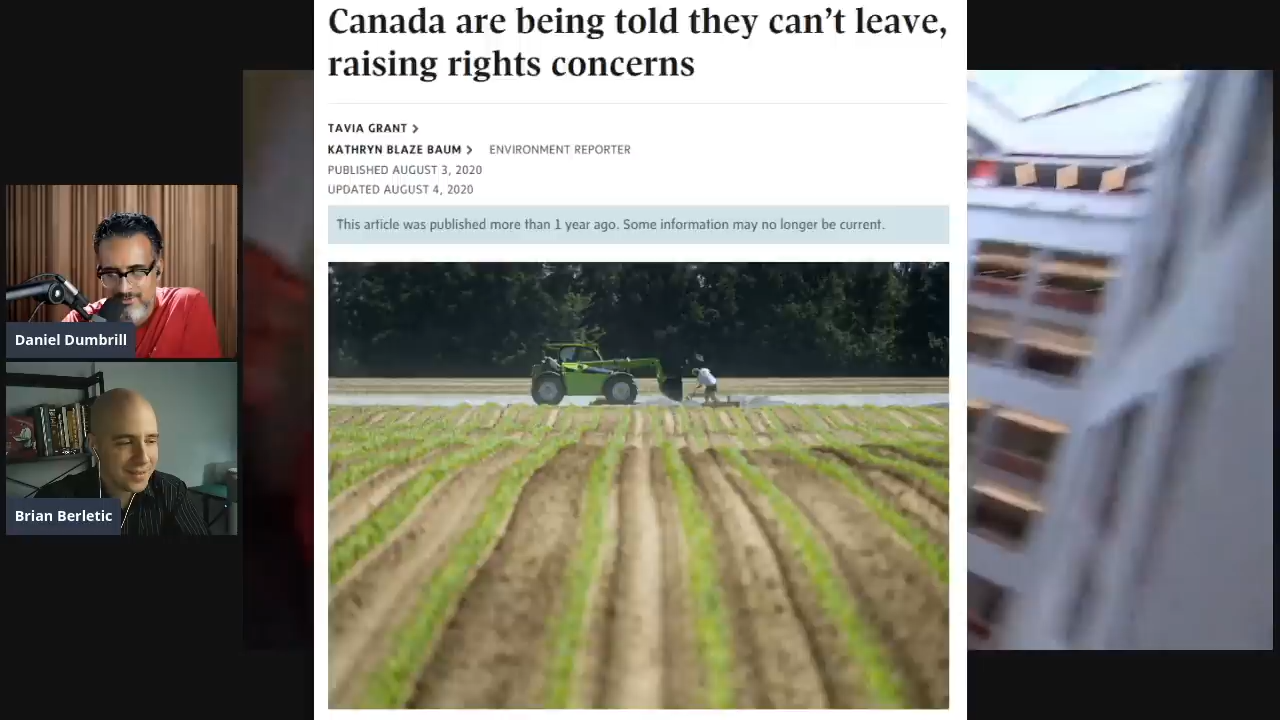 Canada are being told they can't leave,
raising rights concerns
TAVIA GRANT >
KATHRYN BLAZE BAUM > ENVIRONMENT REPORTER
PUBLISHED AUGUST 3, 2020
UPDATED AUGUST 4, 2020
This article was published more than 1 year ago. Some information may no longer be current.
Daniel Dumbrill
Brian Berletic